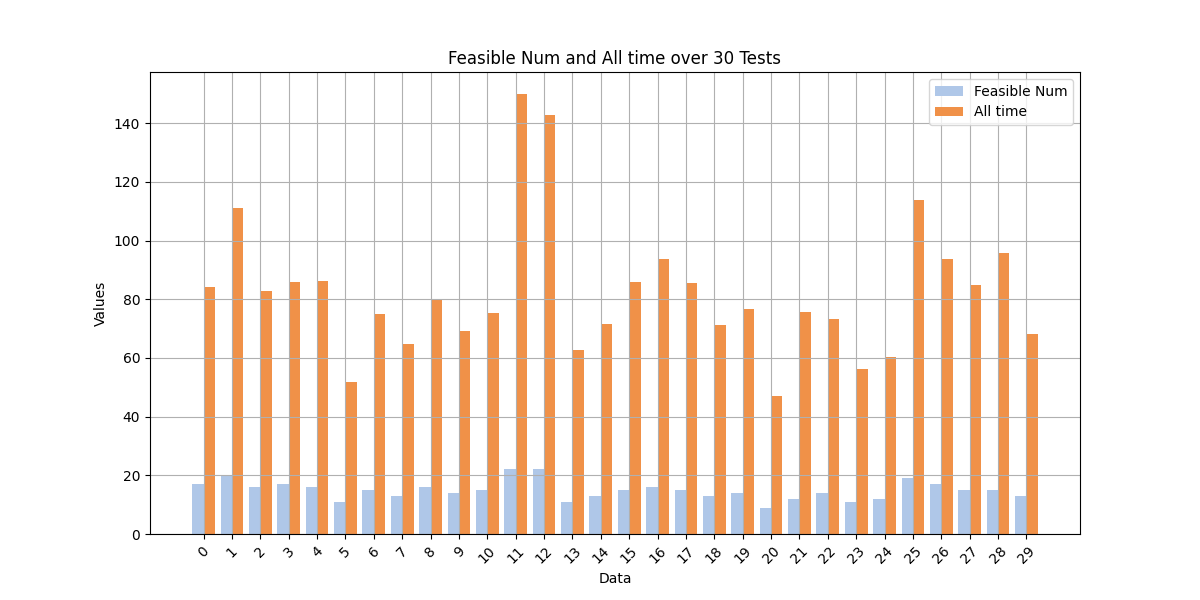 Feasible Num and All time over 30 Tests
Feasible Num
All time
Values
140
120
100
80
60
40
20
0
0 1 2 3 4 5 6 7 8 9 10 11 12 13 14 15 16 17 18 19 20 21 22 23 24 25 26 27 28 29
Data